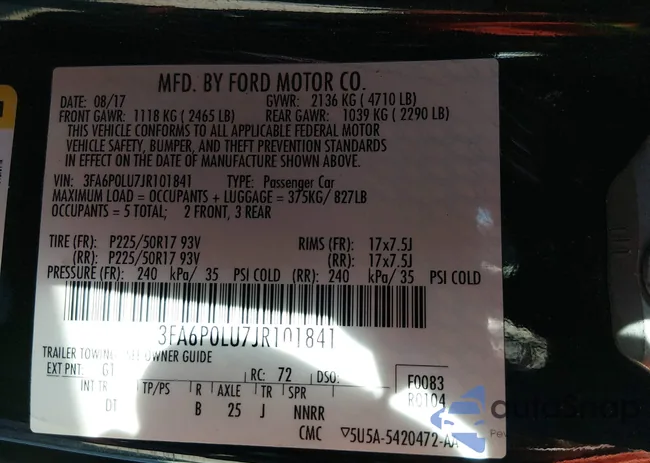 MFD. BY FORD MOTOR CO.
DATE: 08/17 GVWR: 2136 KG ( 4710 LB)
FRONT GAWR: 1118 KG ( 2465 LB) REAR GAWR: 1039 KG ( 2290 LB)
THIS VEHICLE CONFORMS TO ALL APPLICABLE FEDERAL MOTOR
VEHICLE SAFETY, BUMPER, AND THEFT PREVENTION STANDARDS
IN EFFECT ON THE DATE OF MANUFACTURE SHOWN ABOVE.
VIN: 3FA6P0LU7JR101841 TYPE: Passenger Car
MAXIMUM LOAD = OCCUPANTS + LUGGAGE = 375KG/ 827LB
OCCUPANTS = 5 TOTAL; 2 FRONT, 3 REAR
TIRE (FR): P225/50R17 93V RIMS (FR): 17x7.5J
(RR): P225/50R17 93V (RR): 17x7.5J
PRESSURE (FR): 240 kPa/ 35 PSI COLD (RR): 240 kPa/ 35 PSI COLD
3FA6P0LU7JR101841
TRAILER TOWING SEE OWNER GUIDE
EXT PNT: G1 RC: 72 DSO: F0083
INT TR TP/PS R AXLE TR SPR R0104
DT B 25 J NNRR
CMC ▽5U5A-5420472-AA
autoSnap